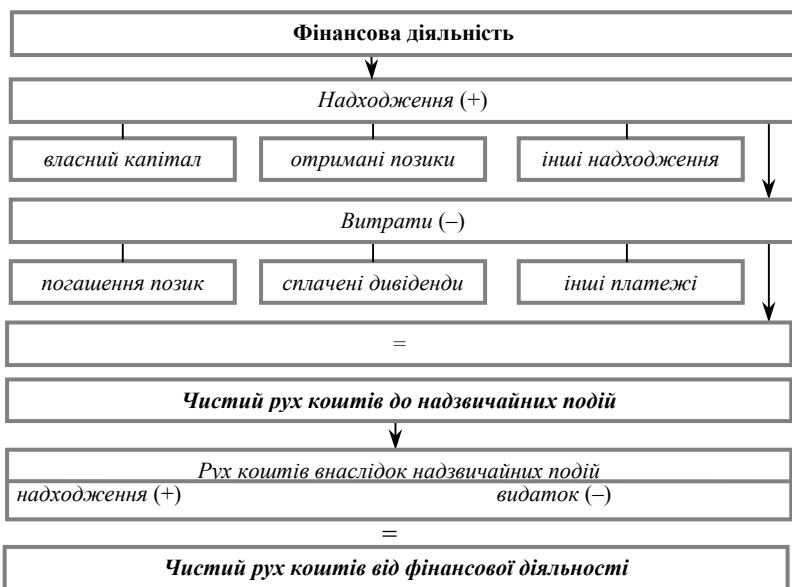 Фінансова діяльність
Надходження (+)
власний капітал отримані позики інші надходження
Витрати (–)
погашення позик сплачені дивіденди інші платежі
=
Чистий рух коштів до надзвичайних подій
Рух коштів внаслідок надзвичайних подій
надходження (+) видаток (–)
=
Чистий рух коштів від фінансової діяльності